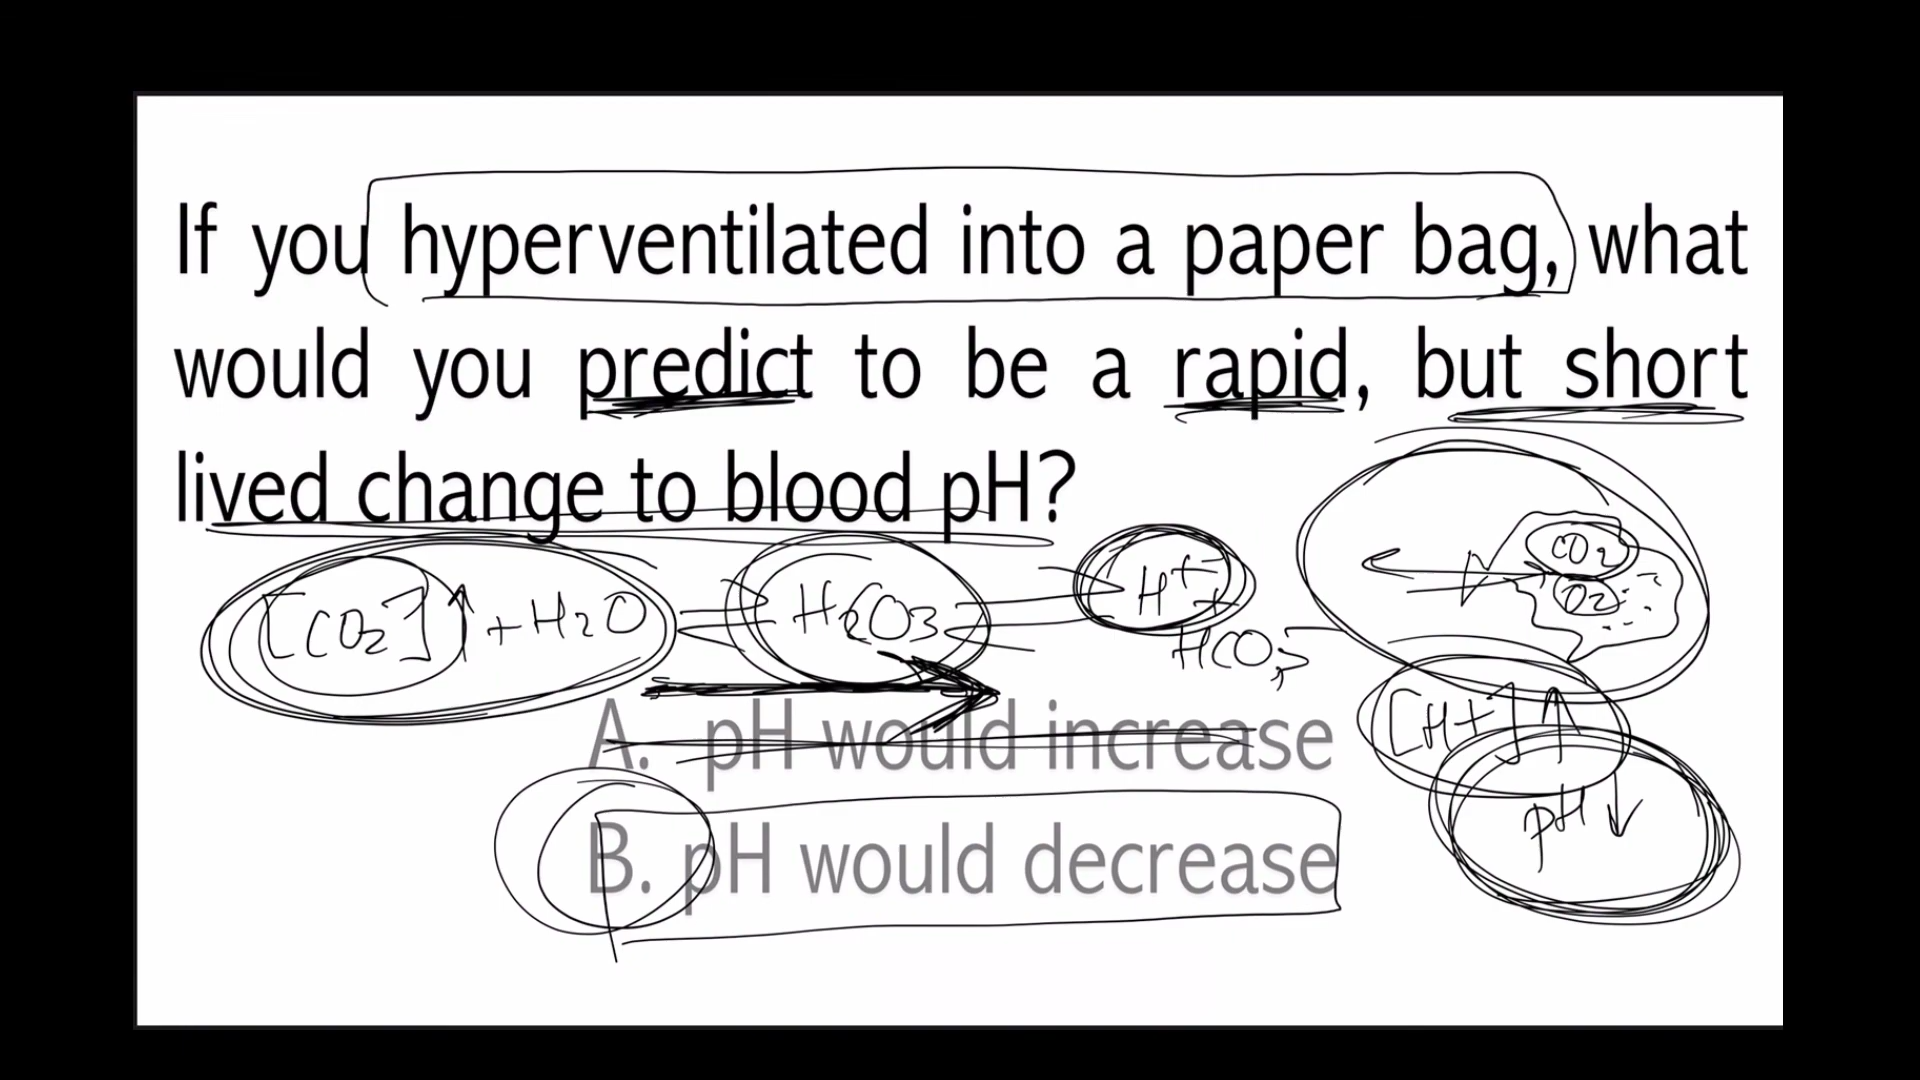 If you hyperventilated into a paper bag, what
would you predict to be a rapid, but short
lived change to blood pH?
[CO2]↑ + H2O ⇌ H2CO3 ⇌ H+ + HCO3-
CO2
O2
[H+]↑
A. pH would increase
pH↓
B. pH would decrease